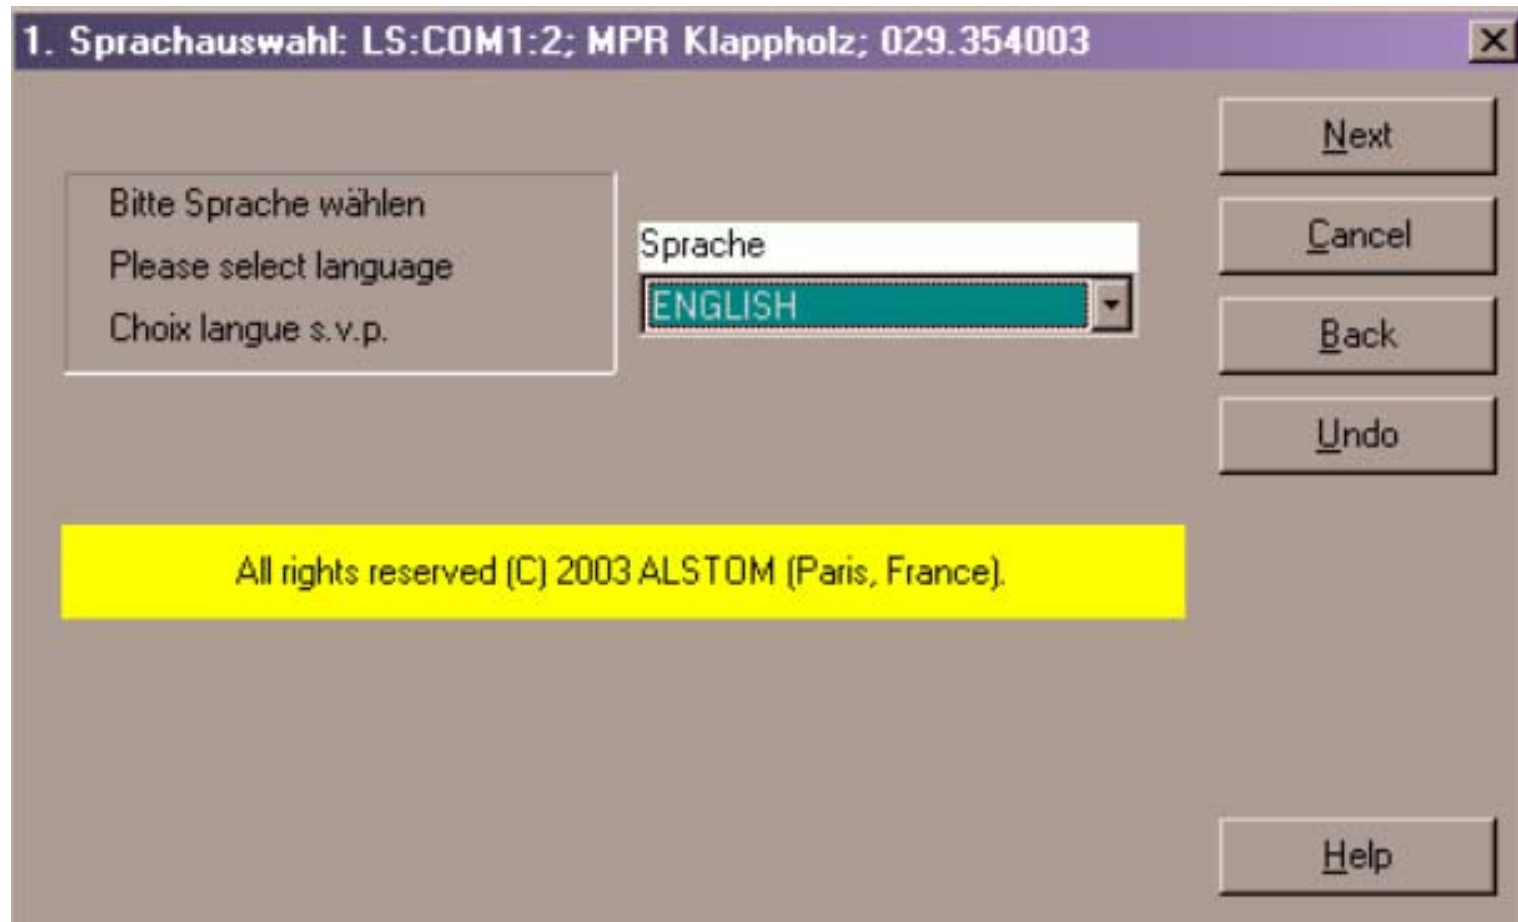 1. Sprachauswahl: LS:COM1:2; MPR Klappholz; 029.354003
Next
Bitte Sprache wählen
Cancel
Sprache
Please select language
ENGLISH
Choix langue s.v.p.
Back
Undo
All rights reserved (C) 2003 ALSTOM (Paris, France).
Help